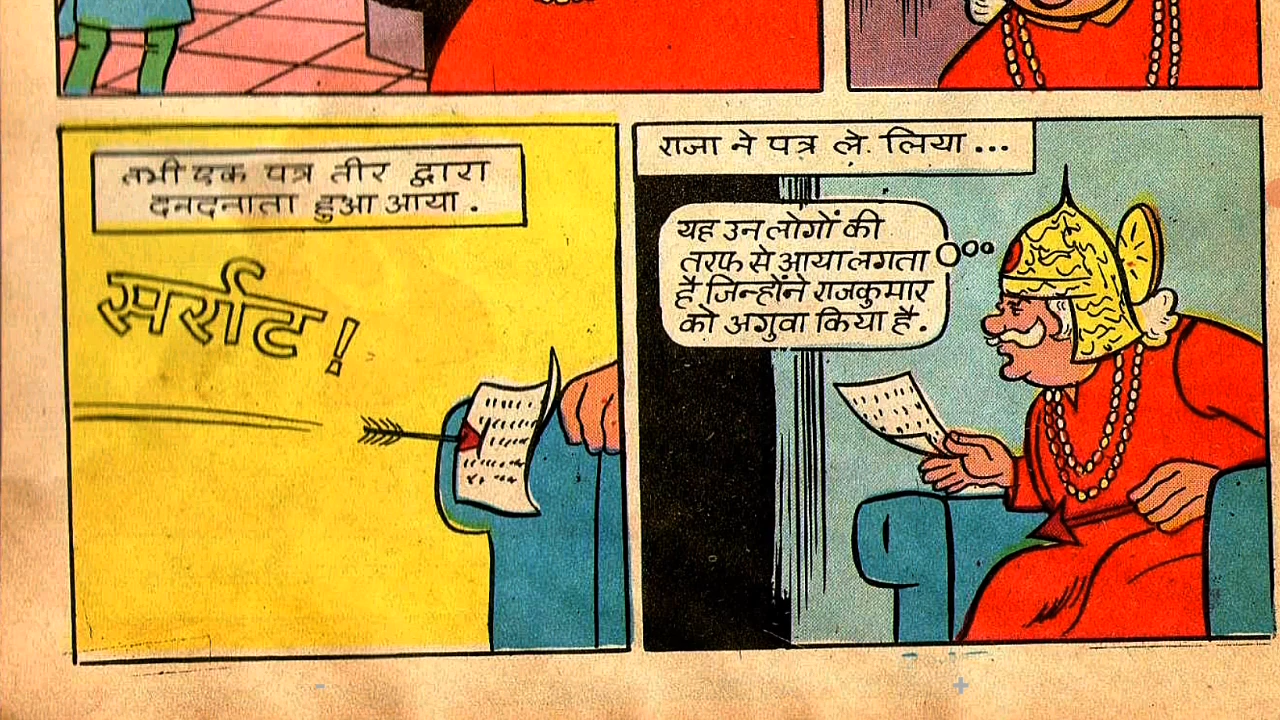 तभी एक पत्र तीर द्वारा
दनदनाता हुआ आया.
सर्राट!
राजा ने पत्र ले लिया...
यह उन लोगों की
तरफ से आया लगता
है जिन्होंने राजकुमार
को अगुवा किया है.